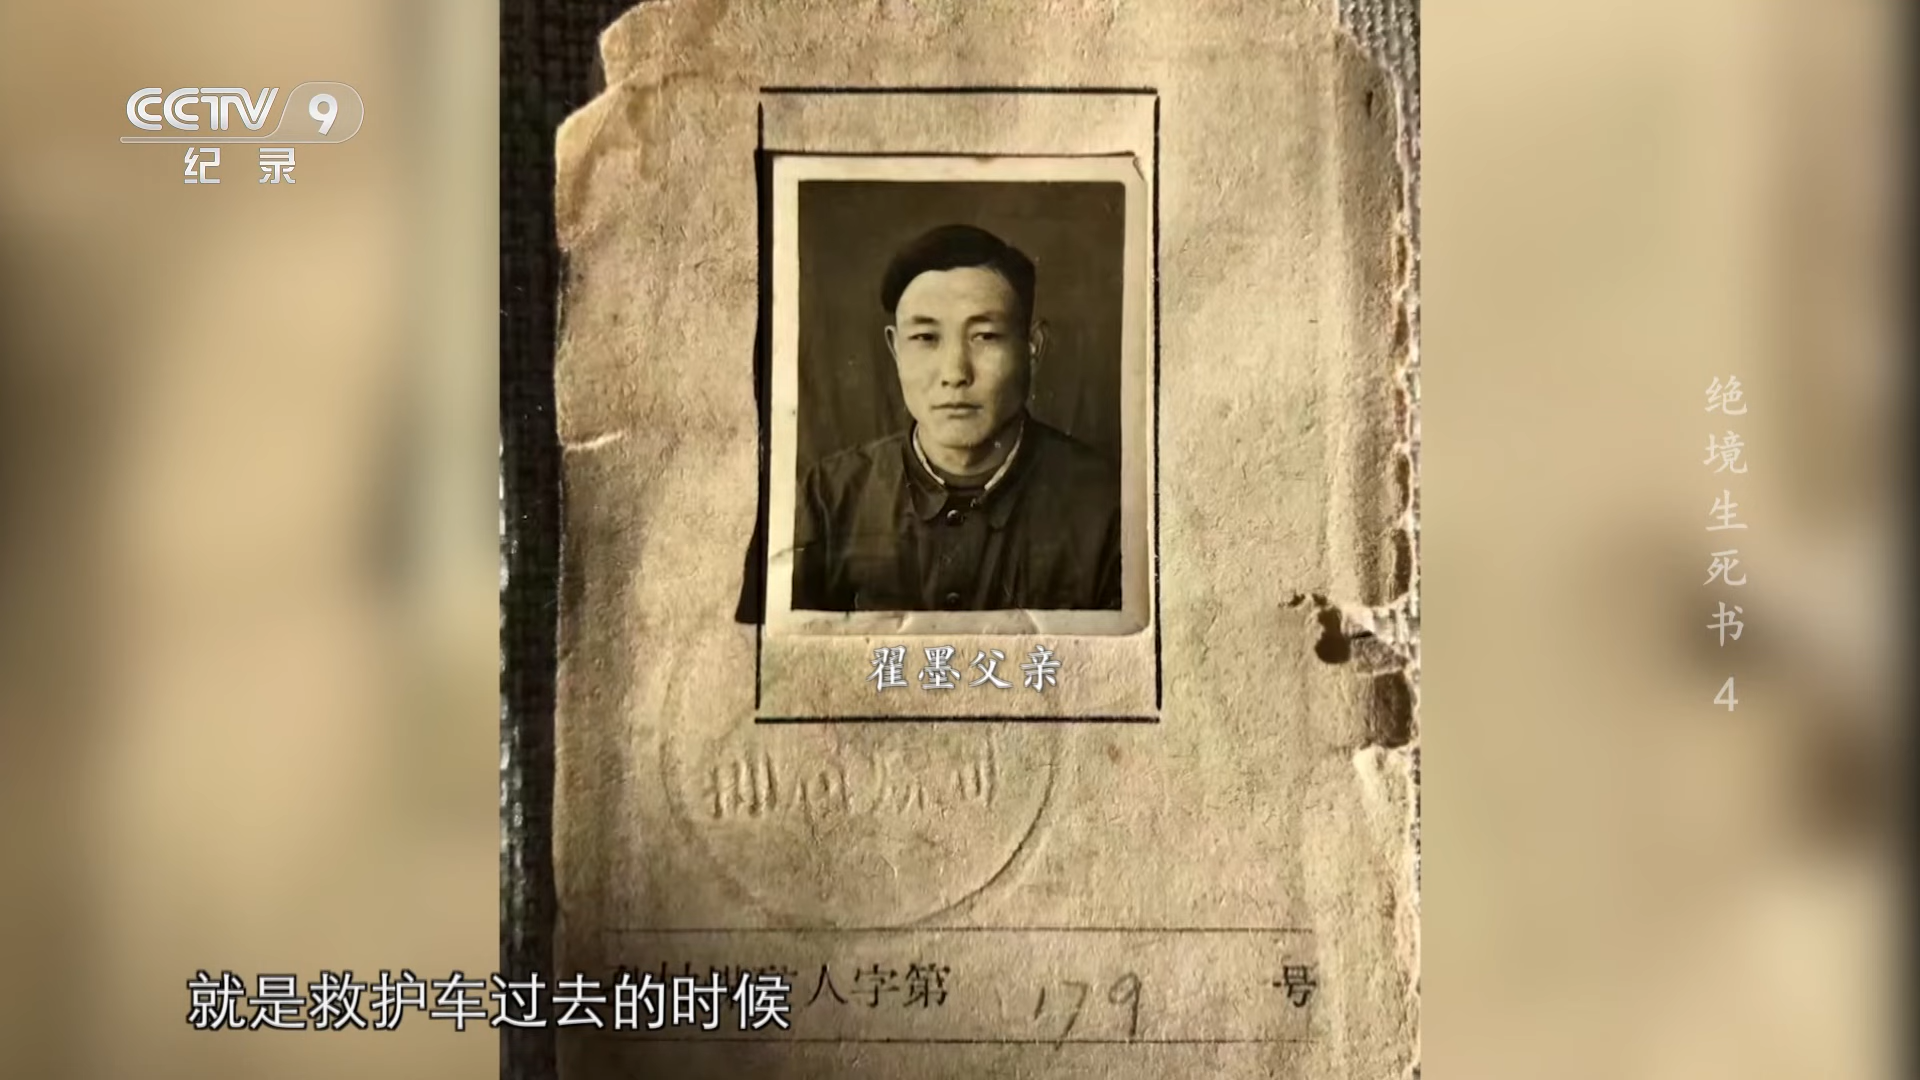 CCTV 9
纪录
绝境生死书 4
翟墨父亲
人字第 179 号
就是救护车过去的时候